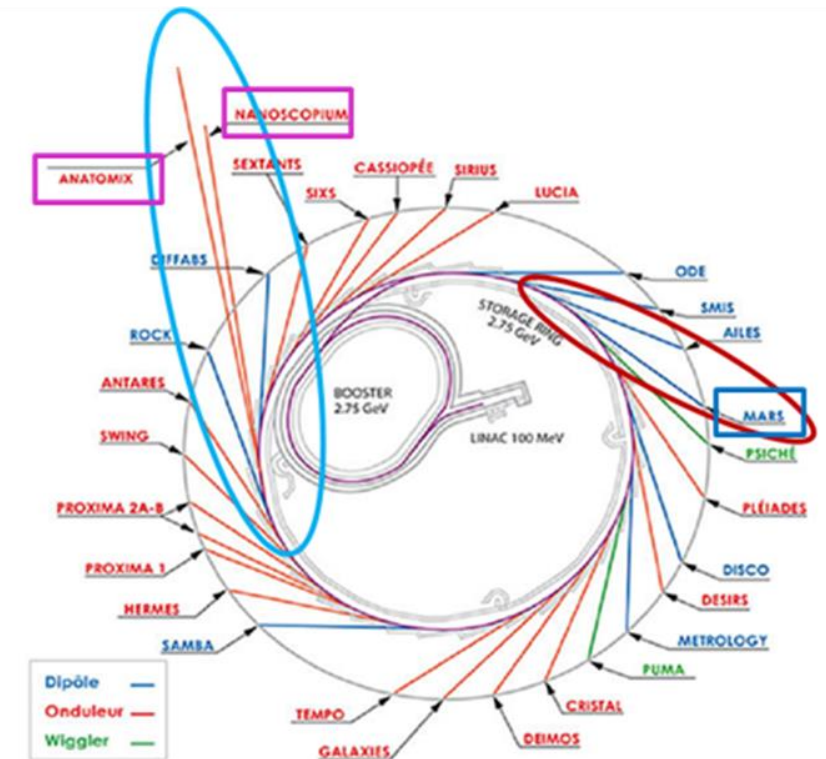 NANOSCOPIUM
ANATOMIX
SEXTANTS
CASSIOPÉE
SIRIUS
SIXS
LUCIA
DIFFABS
ODE
STORAGE RING
2.75 GeV
SMIS
ROCK
AILES
ANTARES
BOOSTER
2.75 GeV
MARS
SWING
LINAC 100 MeV
PSICHÉ
PROXIMA 2A-B
PLÉIADES
PROXIMA 1
DISCO
HERMES
DESIRS
SAMBA
METROLOGY
PUMA
Dipôle
Onduleur
Wiggler
TEMPO
CRISTAL
GALAXIES
DEIMOS